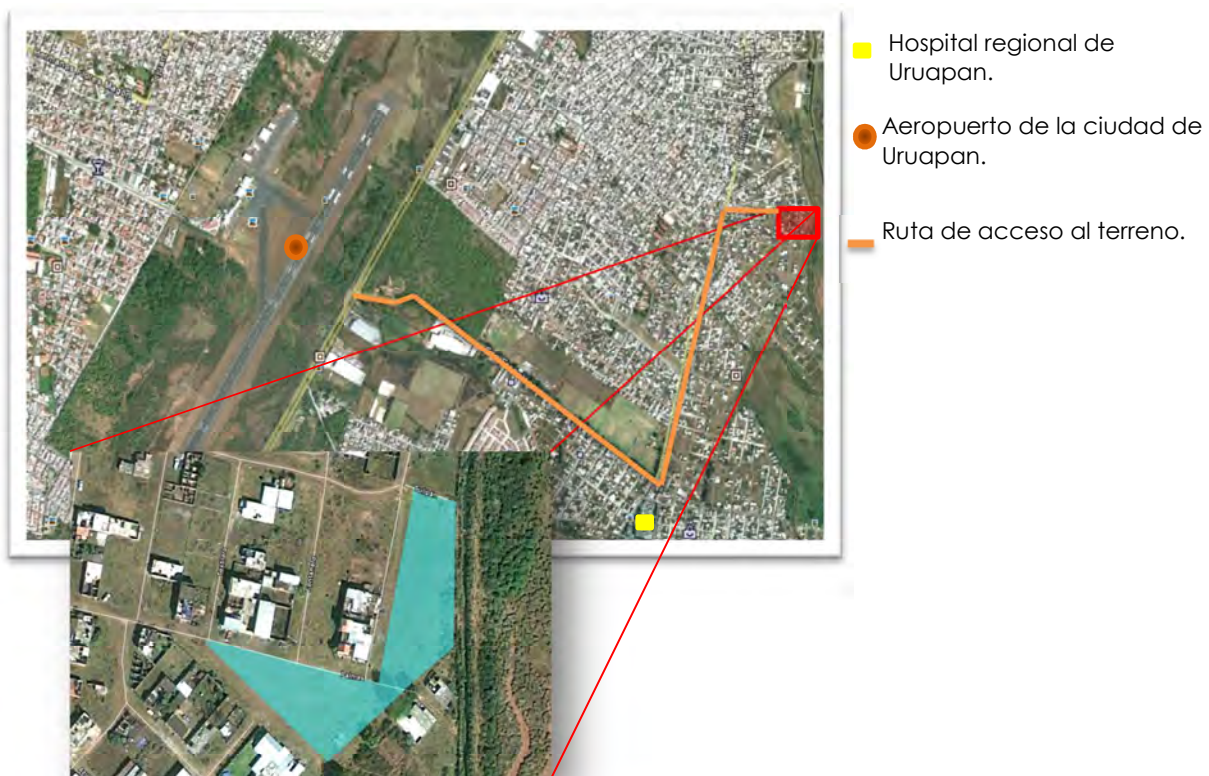 Hospital regional de
Uruapan.
Aeropuerto de la ciudad de
Uruapan.
Ruta de acceso al terreno.